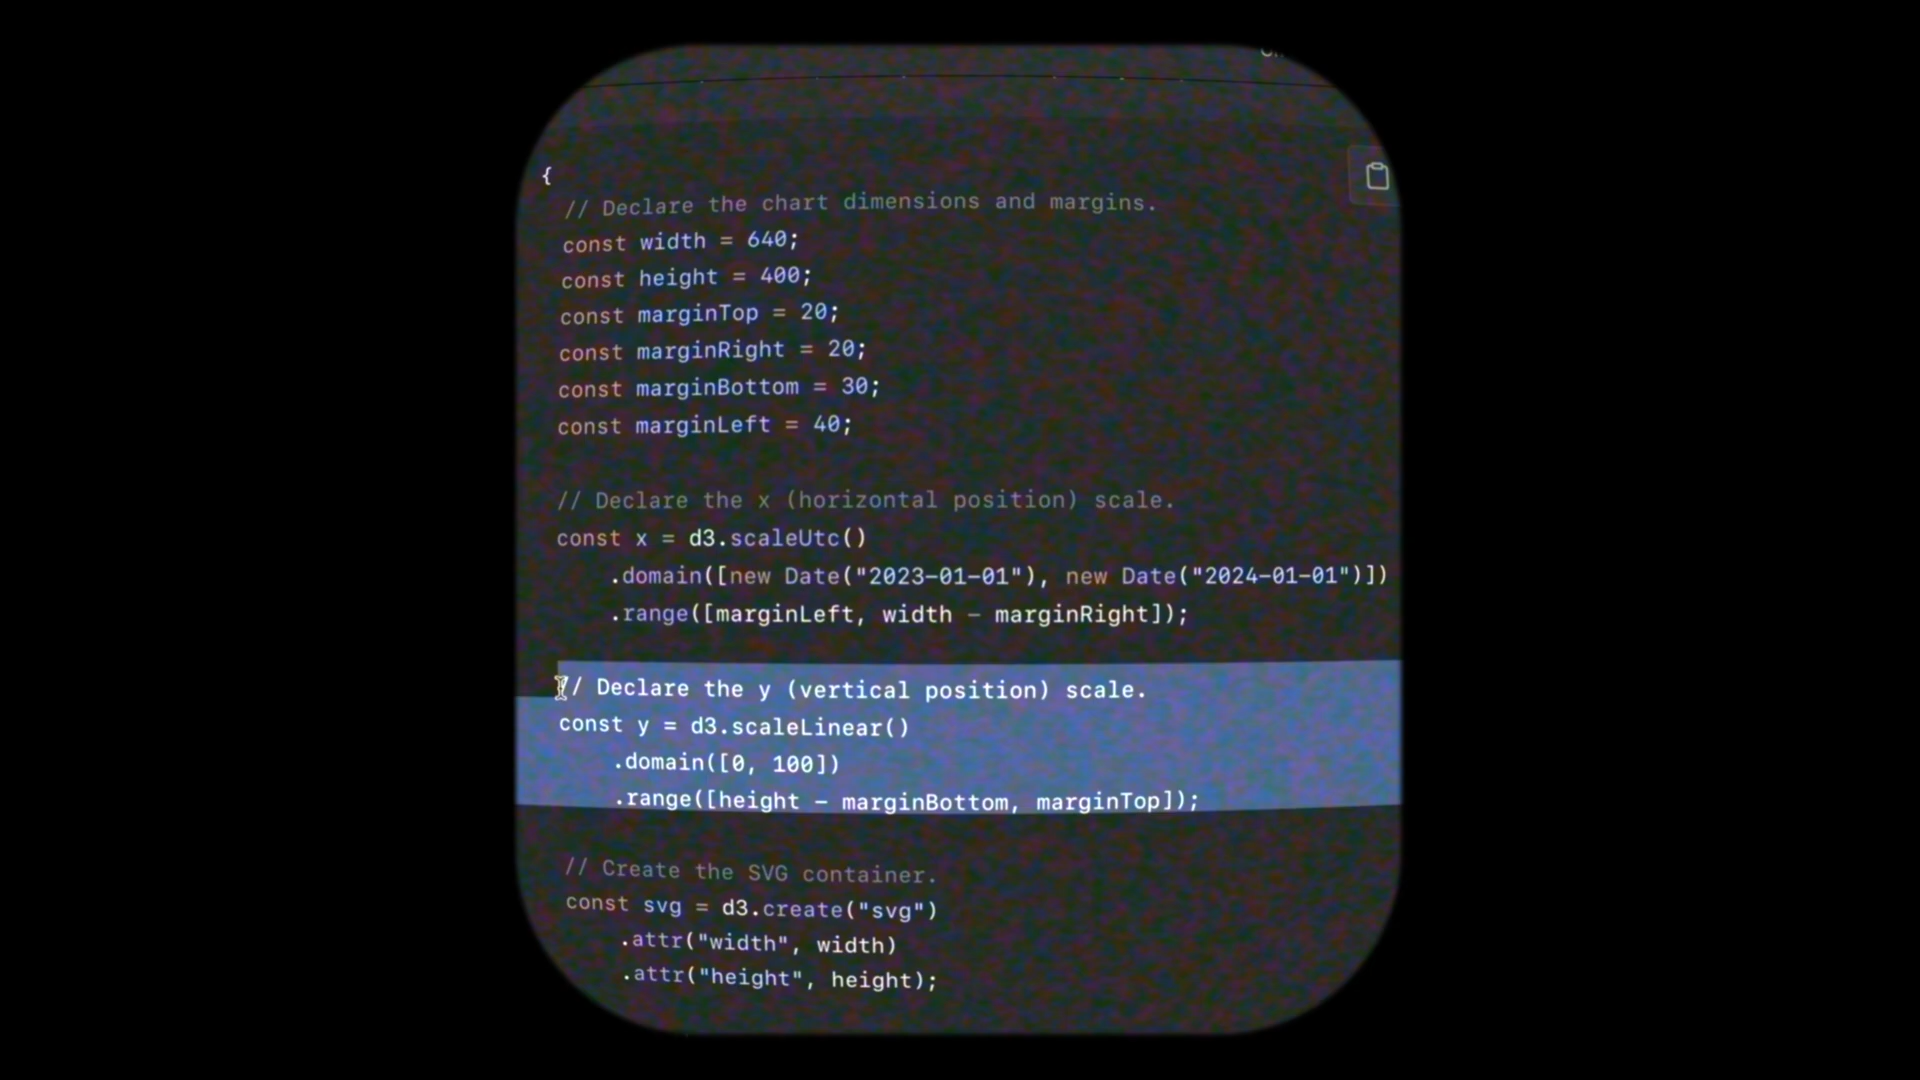 {
// Declare the chart dimensions and margins.
const width = 640;
const height = 400;
const marginTop = 20;
const marginRight = 20;
const marginBottom = 30;
const marginLeft = 40;
// Declare the x (horizontal position) scale.
const x = d3.scaleUtc()
.domain([new Date("2023-01-01"), new Date("2024-01-01")])
.range([marginLeft, width - marginRight]);
// Declare the y (vertical position) scale.
const y = d3.scaleLinear()
.domain([0, 100])
.range([height - marginBottom, marginTop]);
// Create the SVG container.
const svg = d3.create("svg")
.attr("width", width)
.attr("height", height);